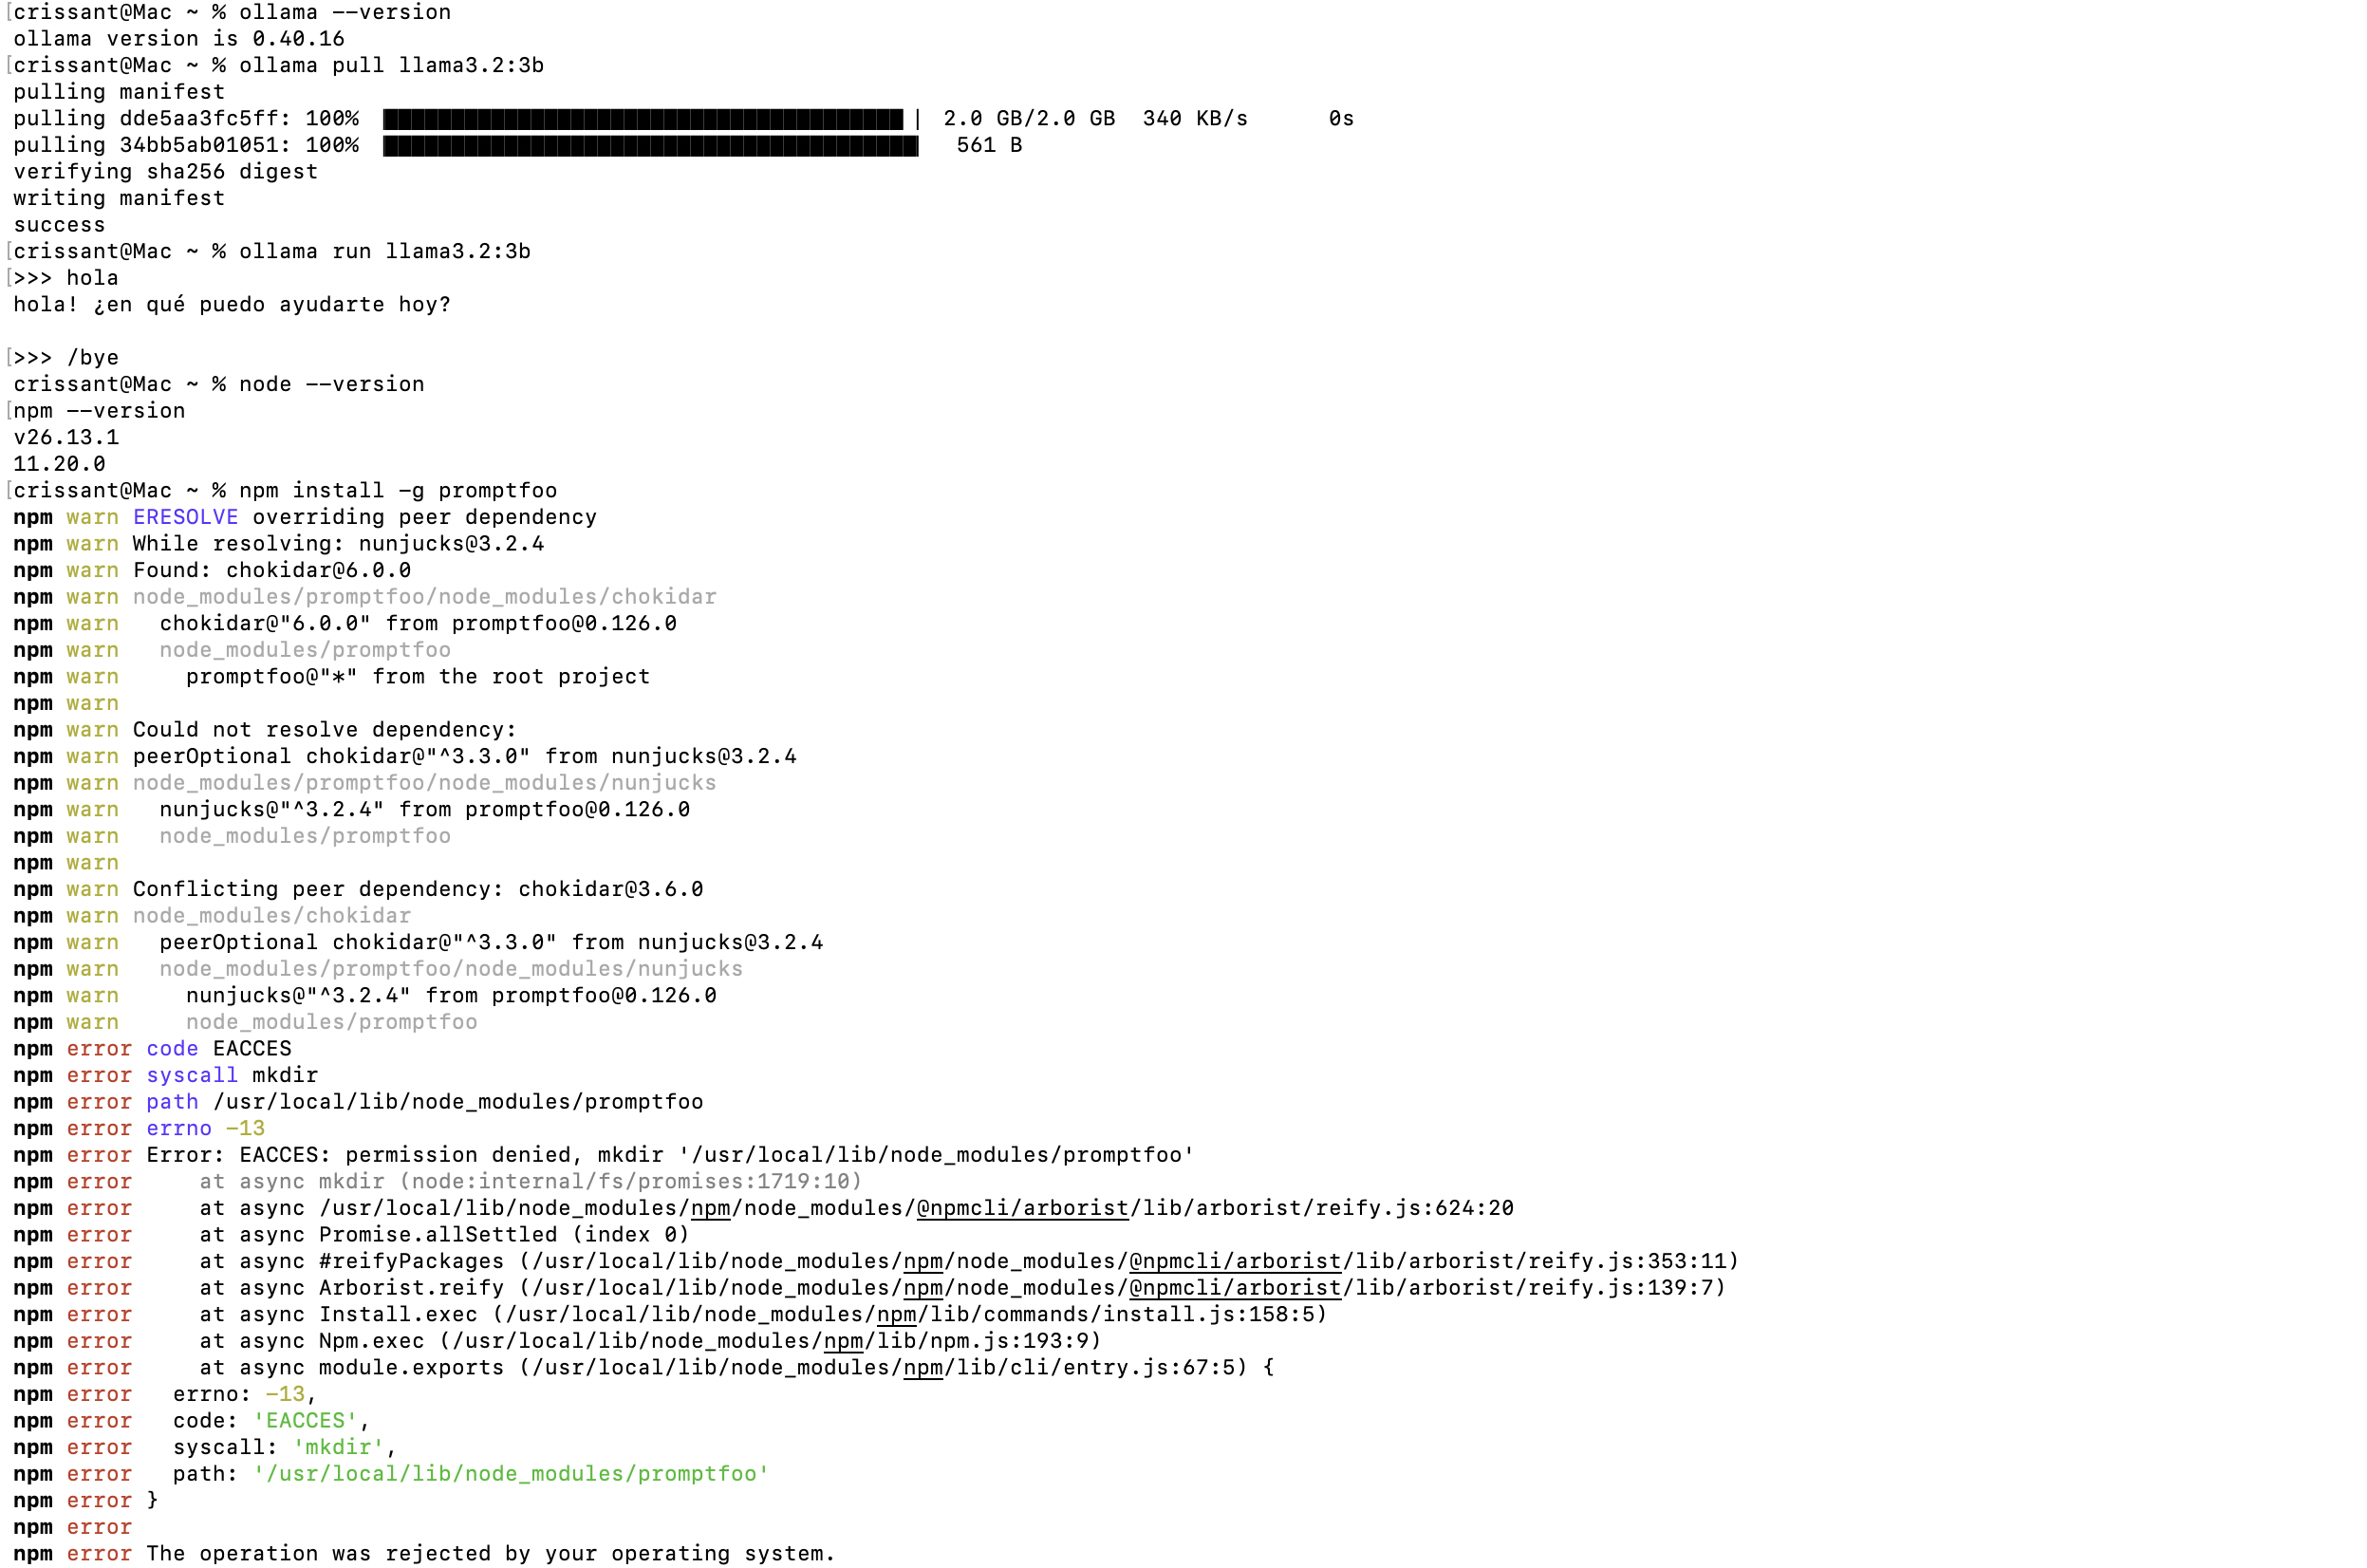 [crissant@Mac ~ % ollama --version
ollama version is 0.40.16
[crissant@Mac ~ % ollama pull llama3.2:3b
pulling manifest
pulling dde5aa3fc5ff: 100% 2.0 GB/2.0 GB 340 KB/s 0s
pulling 34bb5ab01051: 100% 561 B
verifying sha256 digest
writing manifest
success
[crissant@Mac ~ % ollama run llama3.2:3b
[>>> hola
hola! ¿en qué puedo ayudarte hoy?
[>>> /bye
crissant@Mac ~ % node --version
[npm --version
v26.13.1
11.20.0
[crissant@Mac ~ % npm install -g promptfoo
npm warn ERESOLVE overriding peer dependency
npm warn While resolving: nunjucks@3.2.4
npm warn Found: chokidar@6.0.0
npm warn node_modules/promptfoo/node_modules/chokidar
npm warn   chokidar@"6.0.0" from promptfoo@0.126.0
npm warn   node_modules/promptfoo
npm warn     promptfoo@"*" from the root project
npm warn
npm warn Could not resolve dependency:
npm warn peerOptional chokidar@"^3.3.0" from nunjucks@3.2.4
npm warn node_modules/promptfoo/node_modules/nunjucks
npm warn   nunjucks@"^3.2.4" from promptfoo@0.126.0
npm warn   node_modules/promptfoo
npm warn
npm warn Conflicting peer dependency: chokidar@3.6.0
npm warn node_modules/chokidar
npm warn   peerOptional chokidar@"^3.3.0" from nunjucks@3.2.4
npm warn   node_modules/promptfoo/node_modules/nunjucks
npm warn     nunjucks@"^3.2.4" from promptfoo@0.126.0
npm warn     node_modules/promptfoo
npm error code EACCES
npm error syscall mkdir
npm error path /usr/local/lib/node_modules/promptfoo
npm error errno -13
npm error Error: EACCES: permission denied, mkdir '/usr/local/lib/node_modules/promptfoo'
npm error     at async mkdir (node:internal/fs/promises:1719:10)
npm error     at async /usr/local/lib/node_modules/npm/node_modules/@npmcli/arborist/lib/arborist/reify.js:624:20
npm error     at async Promise.allSettled (index 0)
npm error     at async #reifyPackages (/usr/local/lib/node_modules/npm/node_modules/@npmcli/arborist/lib/arborist/reify.js:353:11)
npm error     at async Arborist.reify (/usr/local/lib/node_modules/npm/node_modules/@npmcli/arborist/lib/arborist/reify.js:139:7)
npm error     at async Install.exec (/usr/local/lib/node_modules/npm/lib/commands/install.js:158:5)
npm error     at async Npm.exec (/usr/local/lib/node_modules/npm/lib/npm.js:193:9)
npm error     at async module.exports (/usr/local/lib/node_modules/npm/lib/cli/entry.js:67:5) {
npm error   errno: -13,
npm error   code: 'EACCES',
npm error   syscall: 'mkdir',
npm error   path: '/usr/local/lib/node_modules/promptfoo'
npm error }
npm error
npm error The operation was rejected by your operating system.